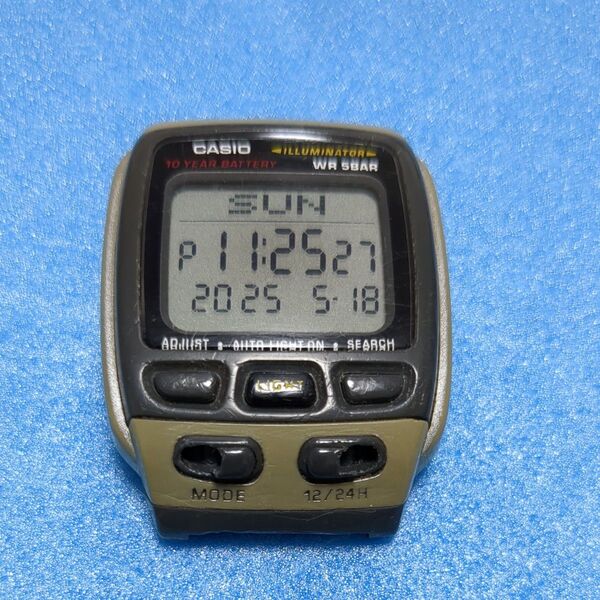 CASIO ILLUMINATOR
10 YEAR BATTERY WR 5BAR
SUN
P 11:25 27
2025 5-18
ADJUST AUTO LIGHT ON SEARCH
LIGHT
MODE 12/24H